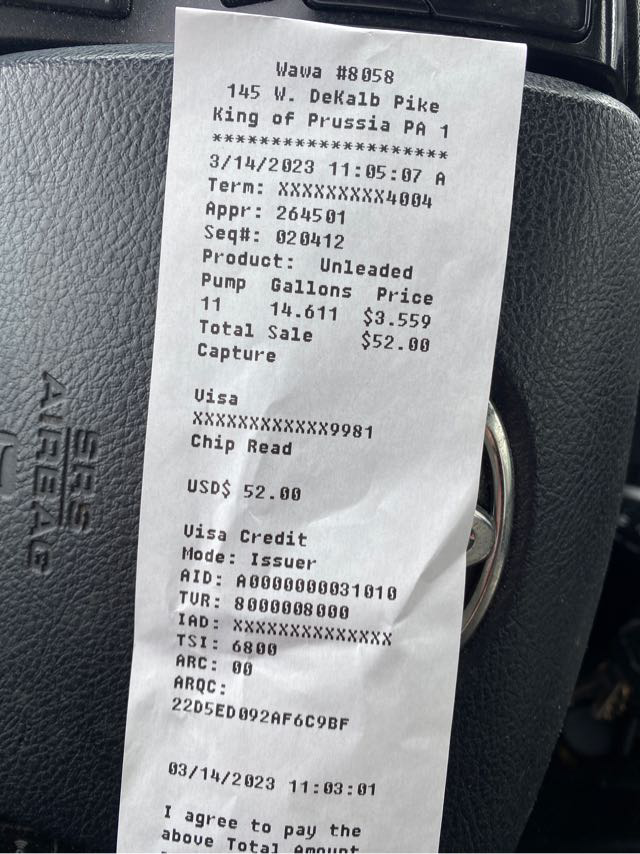 Wawa #8058
145 W. DeKalb Pike
King of Prussia PA 1
********************
3/14/2023 11:05:07 A
Term: XXXXXXXXX4004
Appr: 264501
Seq#: 020412
Product: Unleaded
Pump Gallons Price
11 14.611 $3.559
Total Sale $52.00
Capture
Visa
XXXXXXXXXXXX9981
Chip Read
USD$ 52.00
Visa Credit
Mode: Issuer
AID: A0000000031010
TVR: 8000008000
IAD: XXXXXXXXXXXXXX
TSI: 6800
ARC: 00
ARQC:
22D5ED092AF6C9BF
03/14/2023 11:03:01
I agree to pay the
above Total Amount
SRS
AIRBAG